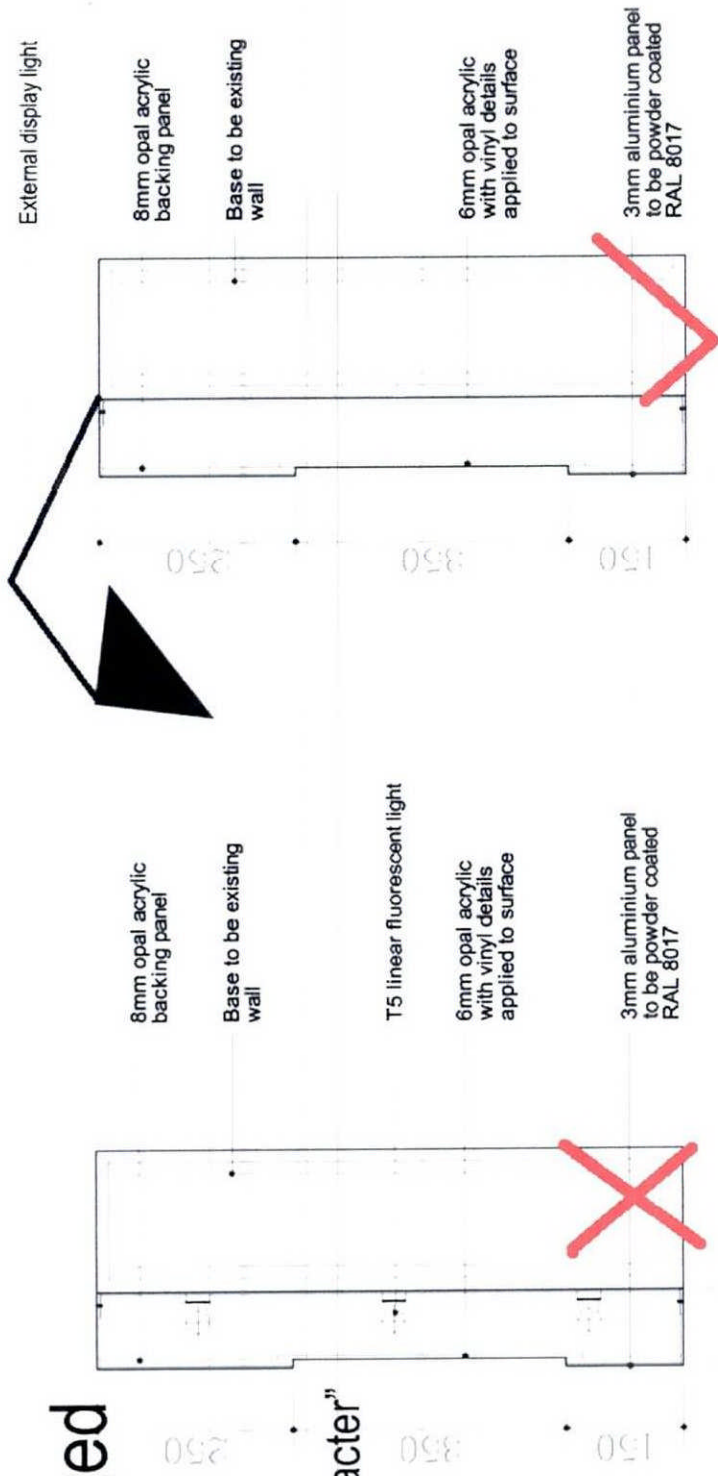 ed
acter"
8mm opal acrylic
backing panel
Base to be existing
wall
T5 linear fluorescent light
6mm opal acrylic
with vinyl details
applied to surface
3mm aluminium panel
to be powder coated
RAL 8017
250
350
150
External display light
8mm opal acrylic
backing panel
Base to be existing
wall
6mm opal acrylic
with vinyl details
applied to surface
3mm aluminium panel
to be powder coated
RAL 8017
250
350
150